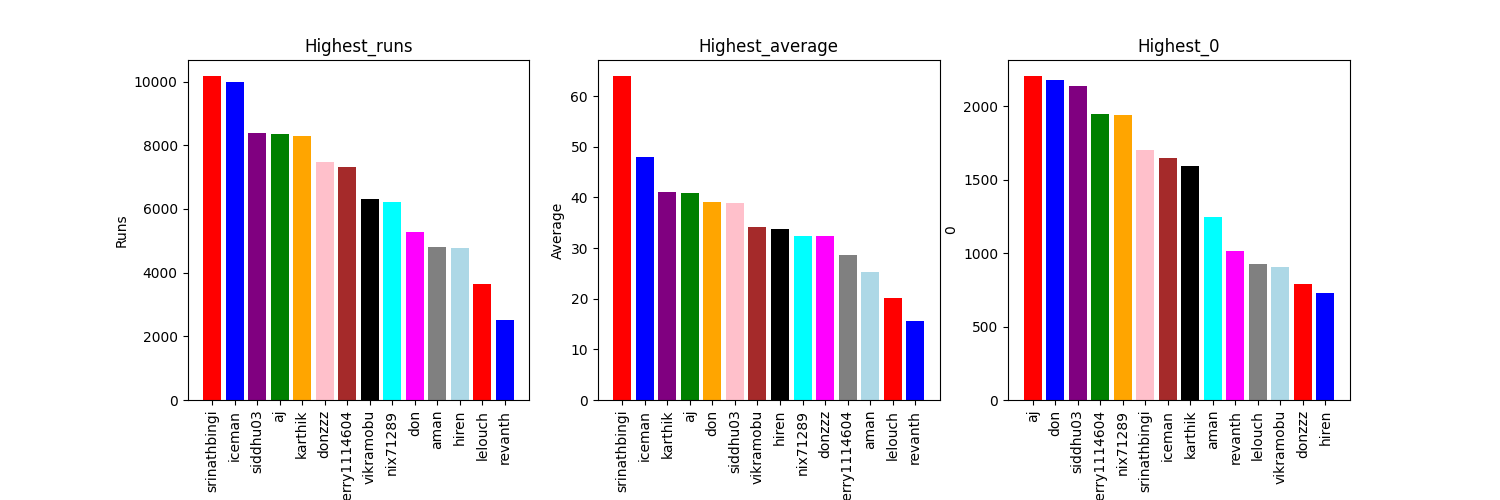 Highest_runs
Runs
10000
8000
6000
4000
2000
0
srinathbingi
iceman
siddhu03
aj
karthik
donzzz
erry1114604
vikramobu
nix71289
don
aman
hiren
lelouch
revanth
Highest_average
Average
60
50
40
30
20
10
0
srinathbingi
iceman
karthik
aj
don
siddhu03
vikramobu
hiren
nix71289
donzzz
erry1114604
aman
lelouch
revanth
Highest_0
0
2000
1500
1000
500
0
aj
don
siddhu03
erry1114604
nix71289
srinathbingi
iceman
karthik
aman
revanth
lelouch
vikramobu
donzzz
hiren